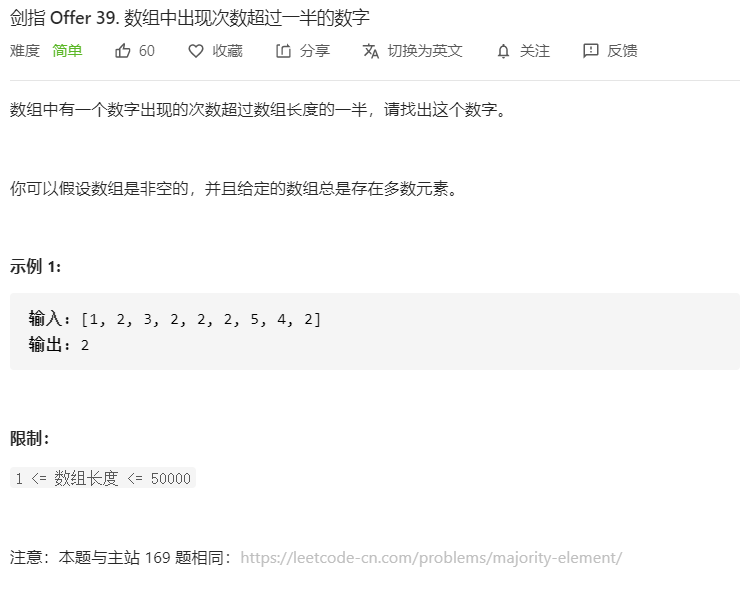 剑指 Offer 39. 数组中出现次数超过一半的数字
难度 简单 60 收藏 分享 切换为英文 关注 反馈
数组中有一个数字出现的次数超过数组长度的一半，请找出这个数字。
你可以假设数组是非空的，并且给定的数组总是存在多数元素。
示例 1:
输入: [1, 2, 3, 2, 2, 2, 5, 4, 2]
输出: 2
限制：
1 <= 数组长度 <= 50000
注意：本题与主站 169 题相同：https://leetcode-cn.com/problems/majority-element/